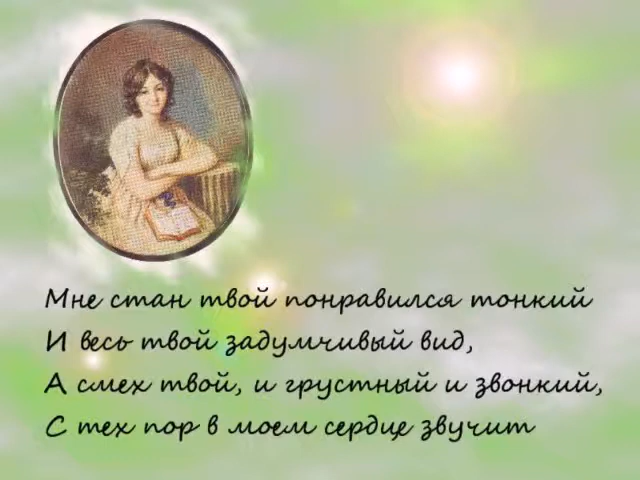 Мне стан твой понравился тонкий
И весь твой задумчивый вид,
А смех твой, и грустный и звонкий,
С тех пор в моем сердце звучит